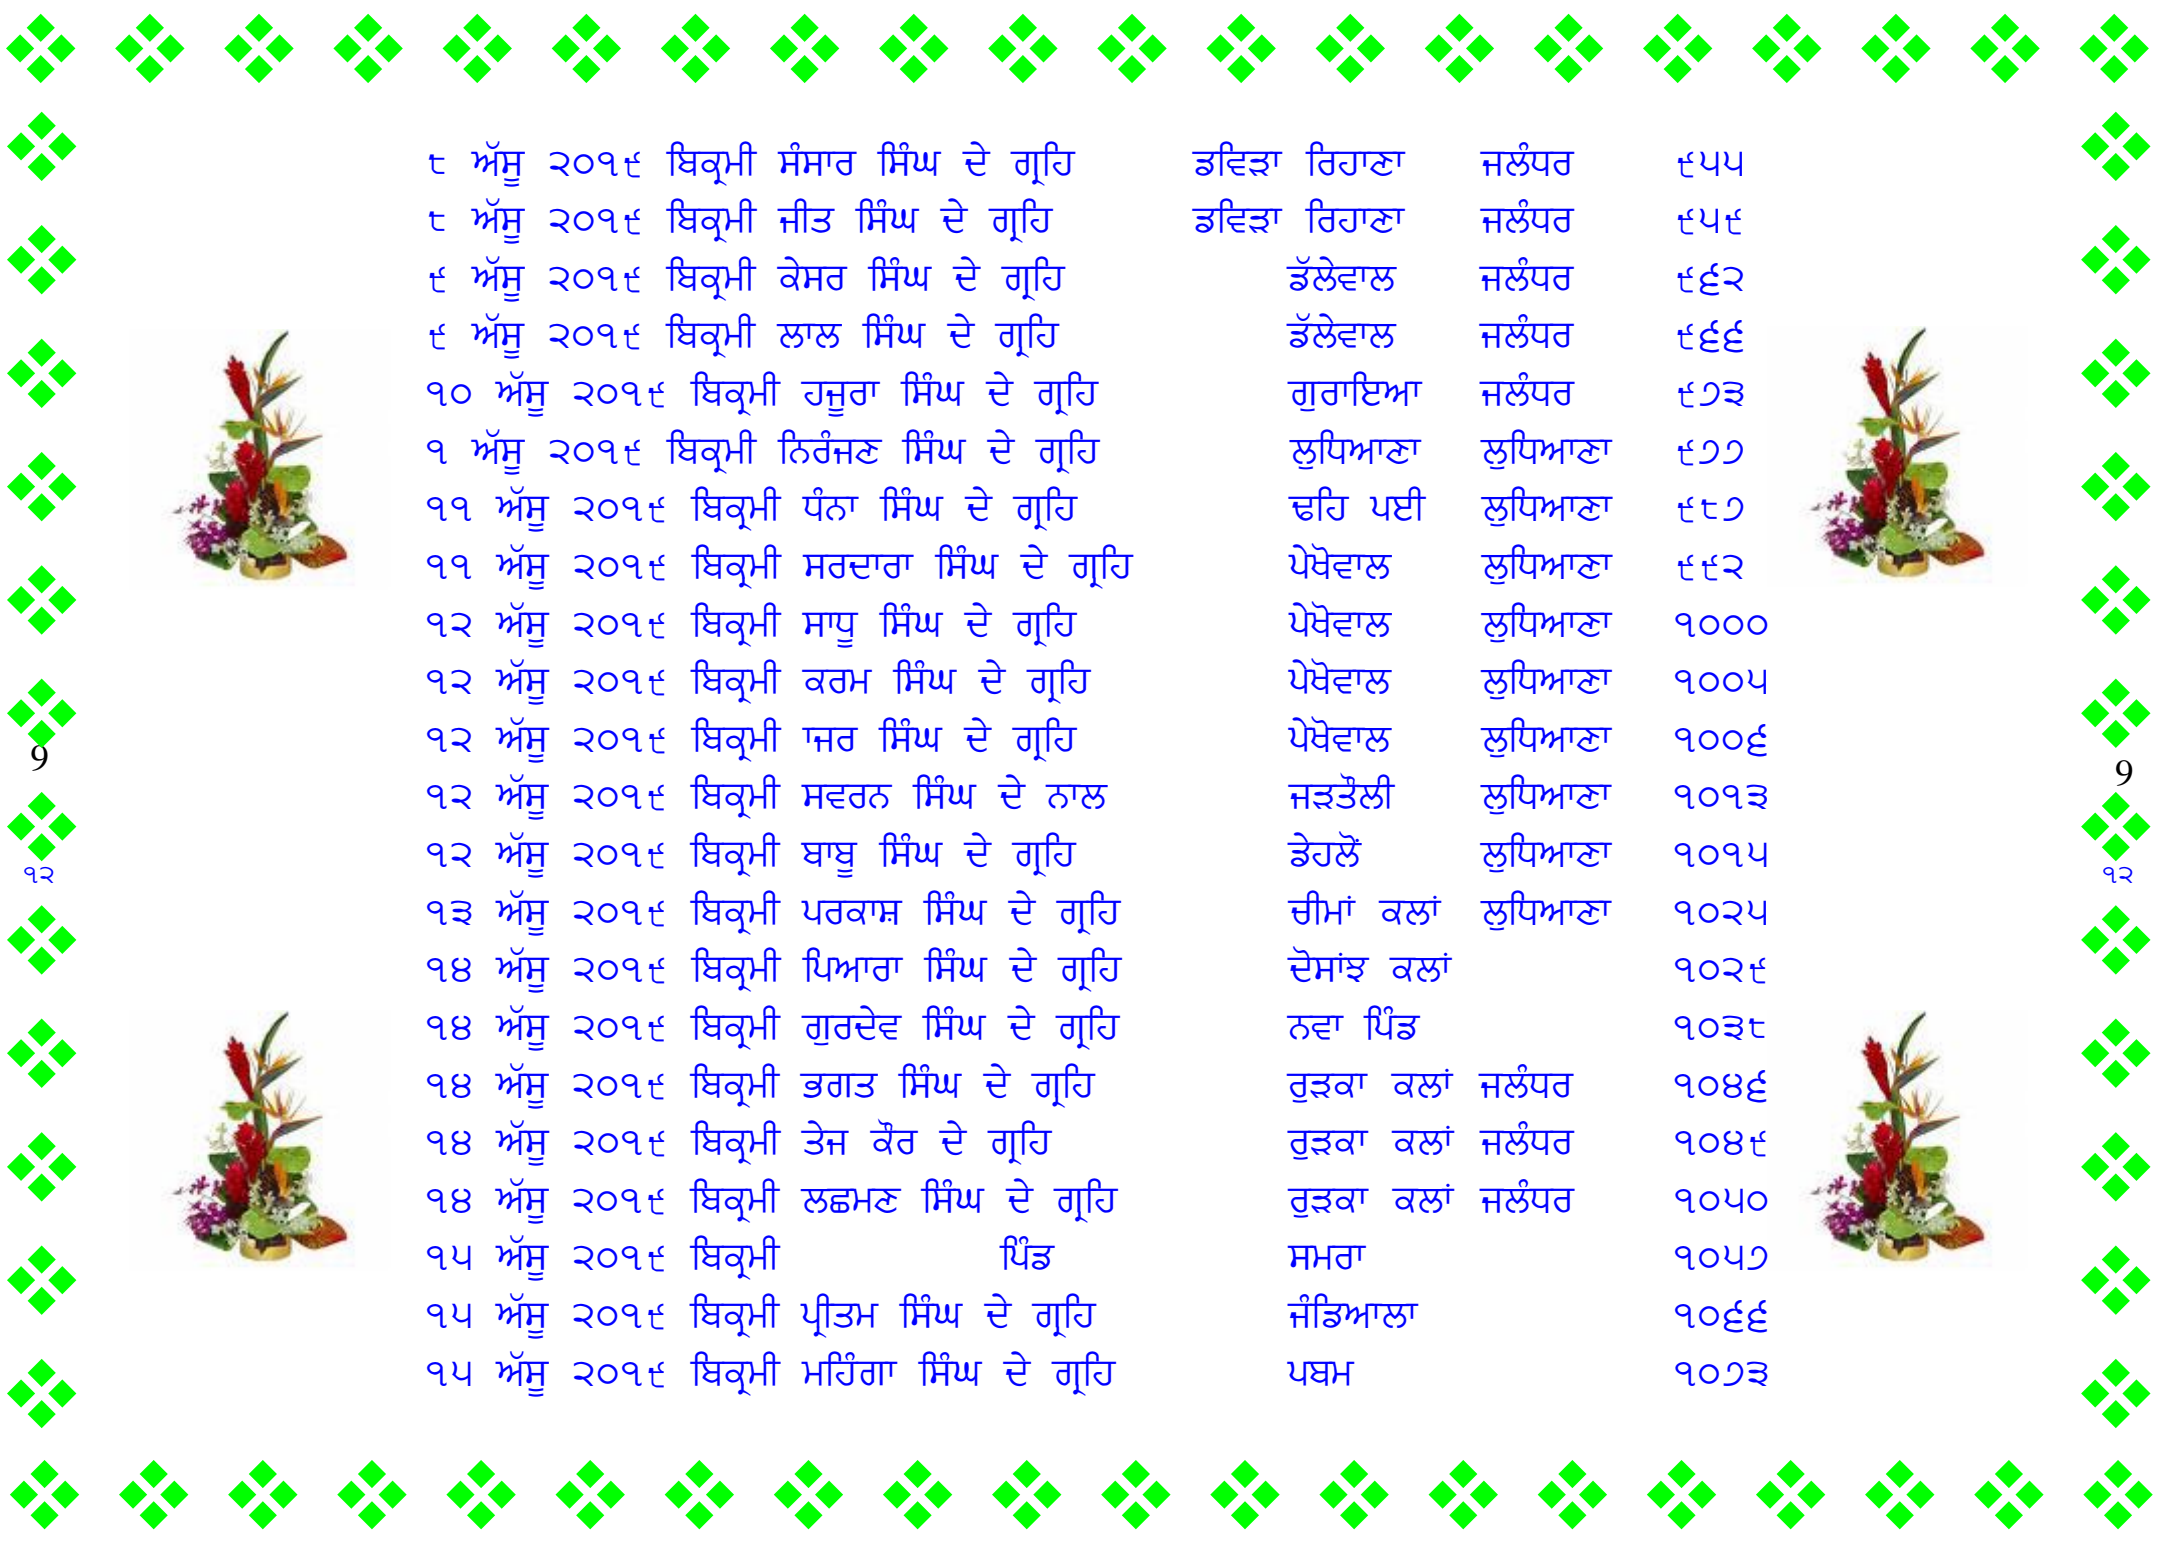 ੮ ਅੱਸੂ ੨੦੧੯ ਬਿਕ੍ਰਮੀ ਸੰਸਾਰ ਸਿੰਘ ਦੇ ਗ੍ਰਹਿ ਡਵਿੜਾ ਰਿਹਾਣਾ ਜਲੰਧਰ ੯੫੫
੮ ਅੱਸੂ ੨੦੧੯ ਬਿਕ੍ਰਮੀ ਜੀਤ ਸਿੰਘ ਦੇ ਗ੍ਰਹਿ ਡਵਿੜਾ ਰਿਹਾਣਾ ਜਲੰਧਰ ੯੫੯
੯ ਅੱਸੂ ੨੦੧੯ ਬਿਕ੍ਰਮੀ ਕੇਸਰ ਸਿੰਘ ਦੇ ਗ੍ਰਹਿ ਡੱਲੇਵਾਲ ਜਲੰਧਰ ੯੬੨
੯ ਅੱਸੂ ੨੦੧੯ ਬਿਕ੍ਰਮੀ ਲਾਲ ਸਿੰਘ ਦੇ ਗ੍ਰਹਿ ਡੱਲੇਵਾਲ ਜਲੰਧਰ ੯੬੬
੧੦ ਅੱਸੂ ੨੦੧੯ ਬਿਕ੍ਰਮੀ ਹਜੂਰਾ ਸਿੰਘ ਦੇ ਗ੍ਰਹਿ ਗੁਰਾਇਆ ਜਲੰਧਰ ੯੭੩
੧ ਅੱਸੂ ੨੦੧੯ ਬਿਕ੍ਰਮੀ ਨਿਰੰਜਣ ਸਿੰਘ ਦੇ ਗ੍ਰਹਿ ਲੁਧਿਆਣਾ ਲੁਧਿਆਣਾ ੯੭੭
੧੧ ਅੱਸੂ ੨੦੧੯ ਬਿਕ੍ਰਮੀ ਧੰਨਾ ਸਿੰਘ ਦੇ ਗ੍ਰਹਿ ਢਹਿ ਪਈ ਲੁਧਿਆਣਾ ੯੮੭
੧੧ ਅੱਸੂ ੨੦੧੯ ਬਿਕ੍ਰਮੀ ਸਰਦਾਰਾ ਸਿੰਘ ਦੇ ਗ੍ਰਹਿ ਪੇਖੋਵਾਲ ਲੁਧਿਆਣਾ ੯੯੨
੧੨ ਅੱਸੂ ੨੦੧੯ ਬਿਕ੍ਰਮੀ ਸਾਧੂ ਸਿੰਘ ਦੇ ਗ੍ਰਹਿ ਪੇਖੋਵਾਲ ਲੁਧਿਆਣਾ ੧੦੦੦
੧੨ ਅੱਸੂ ੨੦੧੯ ਬਿਕ੍ਰਮੀ ਕਰਮ ਸਿੰਘ ਦੇ ਗ੍ਰਹਿ ਪੇਖੋਵਾਲ ਲੁਧਿਆਣਾ ੧੦੦੫
੧੨ ਅੱਸੂ ੨੦੧੯ ਬਿਕ੍ਰਮੀ ਾਜਰ ਸਿੰਘ ਦੇ ਗ੍ਰਹਿ ਪੇਖੋਵਾਲ ਲੁਧਿਆਣਾ ੧੦੦੬
9 9
੧੨ ਅੱਸੂ ੨੦੧੯ ਬਿਕ੍ਰਮੀ ਸਵਰਨ ਸਿੰਘ ਦੇ ਨਾਲ ਜੜਤੌਲੀ ਲੁਧਿਆਣਾ ੧੦੧੩
੧੨ ਅੱਸੂ ੨੦੧੯ ਬਿਕ੍ਰਮੀ ਬਾਬੂ ਸਿੰਘ ਦੇ ਗ੍ਰਹਿ ਡੇਹਲੋਂ ਲੁਧਿਆਣਾ ੧੦੧੫
੧੨ ੧੨
੧੩ ਅੱਸੂ ੨੦੧੯ ਬਿਕ੍ਰਮੀ ਪਰਕਾਸ਼ ਸਿੰਘ ਦੇ ਗ੍ਰਹਿ ਚੀਮਾਂ ਕਲਾਂ ਲੁਧਿਆਣਾ ੧੦੨੫
੧੪ ਅੱਸੂ ੨੦੧੯ ਬਿਕ੍ਰਮੀ ਪਿਆਰਾ ਸਿੰਘ ਦੇ ਗ੍ਰਹਿ ਦੋਸਾਂਝ ਕਲਾਂ ੧੦੨੯
੧੪ ਅੱਸੂ ੨੦੧੯ ਬਿਕ੍ਰਮੀ ਗੁਰਦੇਵ ਸਿੰਘ ਦੇ ਗ੍ਰਹਿ ਨਵਾ ਪਿੰਡ ੧੦੩੮
੧੪ ਅੱਸੂ ੨੦੧੯ ਬਿਕ੍ਰਮੀ ਭਗਤ ਸਿੰਘ ਦੇ ਗ੍ਰਹਿ ਰੁੜਕਾ ਕਲਾਂ ਜਲੰਧਰ ੧੦੪੬
੧੪ ਅੱਸੂ ੨੦੧੯ ਬਿਕ੍ਰਮੀ ਤੇਜ ਕੌਰ ਦੇ ਗ੍ਰਹਿ ਰੁੜਕਾ ਕਲਾਂ ਜਲੰਧਰ ੧੦੪੯
੧੪ ਅੱਸੂ ੨੦੧੯ ਬਿਕ੍ਰਮੀ ਲਛਮਣ ਸਿੰਘ ਦੇ ਗ੍ਰਹਿ ਰੁੜਕਾ ਕਲਾਂ ਜਲੰਧਰ ੧੦੫੦
੧੫ ਅੱਸੂ ੨੦੧੯ ਬਿਕ੍ਰਮੀ ਪਿੰਡ ਸਮਰਾ ੧੦੫੭
੧੫ ਅੱਸੂ ੨੦੧੯ ਬਿਕ੍ਰਮੀ ਪ੍ਰੀਤਮ ਸਿੰਘ ਦੇ ਗ੍ਰਹਿ ਜੰਡਿਆਲਾ ੧੦੬੬
੧੫ ਅੱਸੂ ੨੦੧੯ ਬਿਕ੍ਰਮੀ ਮਹਿੰਗਾ ਸਿੰਘ ਦੇ ਗ੍ਰਹਿ ਪਬਮ ੧੦੭੩